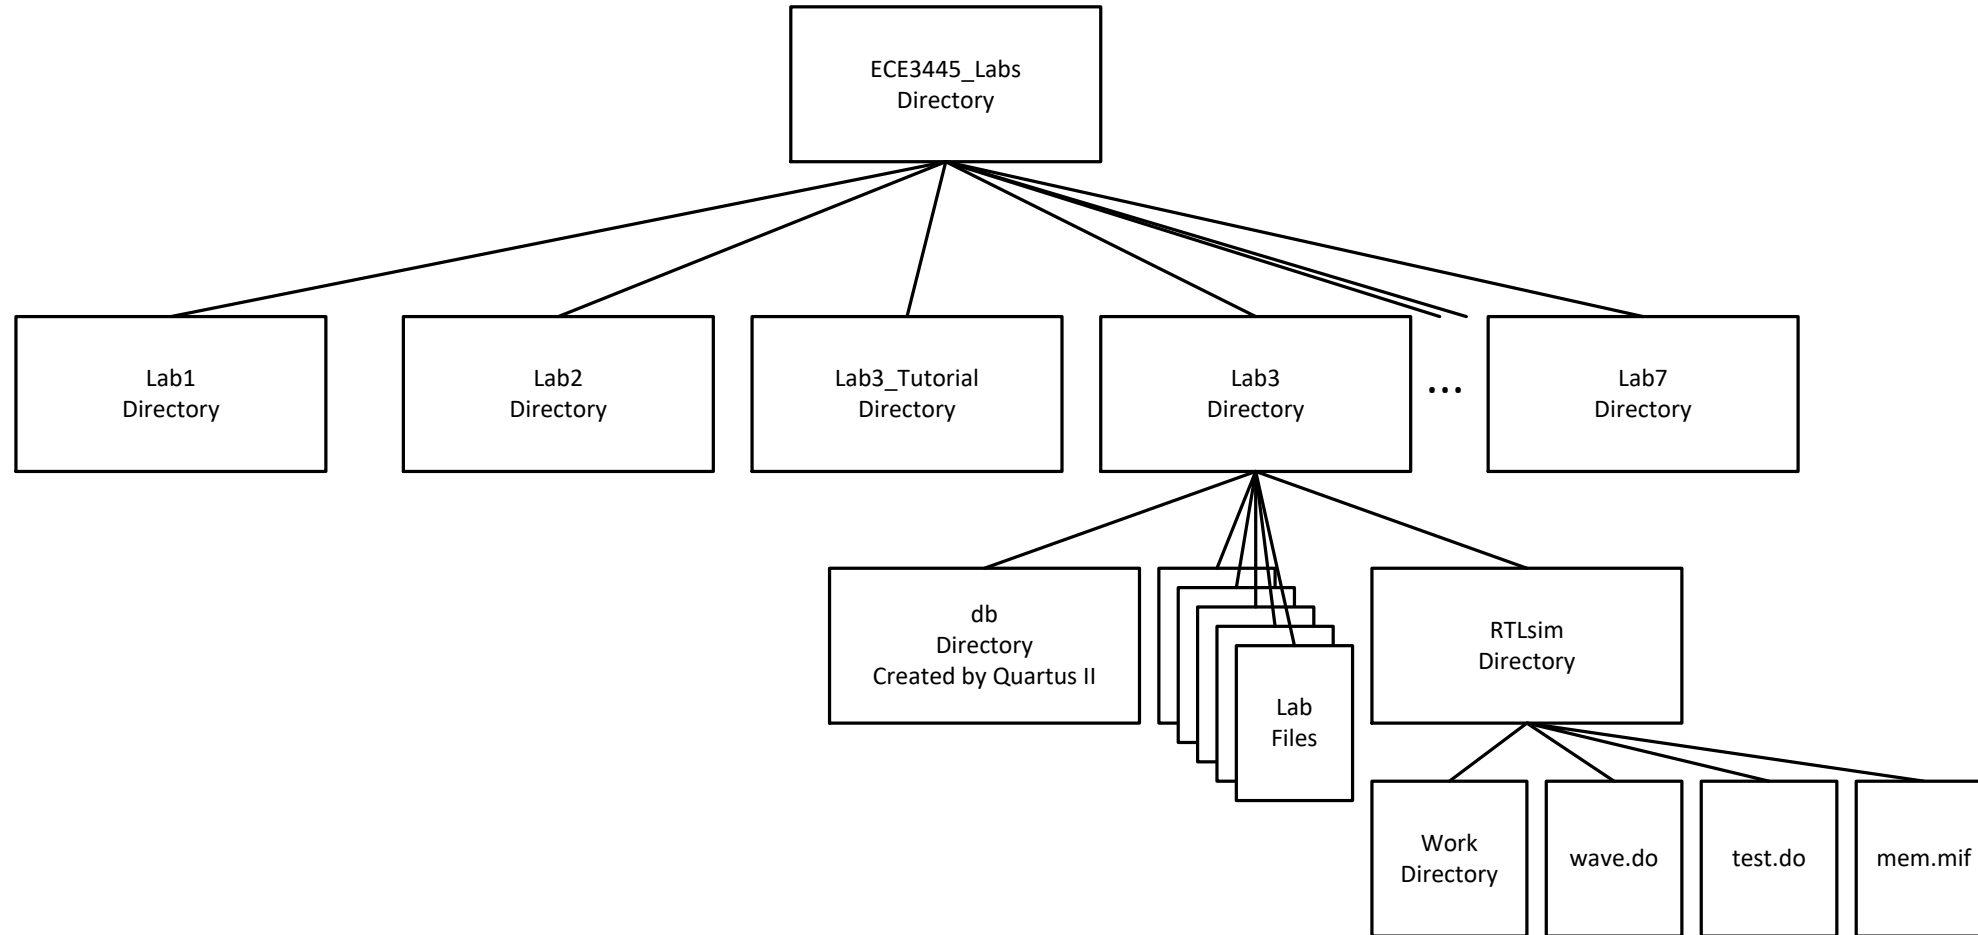 ECE3445_Labs
Directory
Lab1
Directory
Lab2
Directory
Lab3_Tutorial
Directory
Lab3
Directory
...
Lab7
Directory
db
Directory
Created by Quartus II
Lab
Files
RTLsim
Directory
Work
Directory
wave.do
test.do
mem.mif